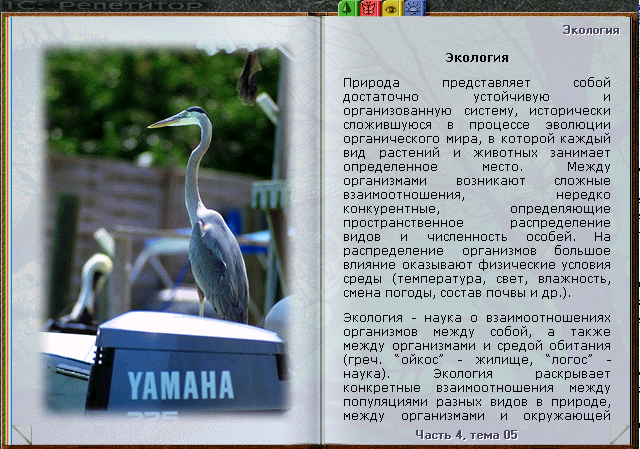 1С: Репетитор
YAMAHA
225
Экология
Экология
Природа представляет собой
достаточно устойчивую и
организованную систему, исторически
сложившуюся в процессе эволюции
органического мира, в которой каждый
вид растений и животных занимает
определенное место. Между
организмами возникают сложные
взаимоотношения, нередко
конкурентные, определяющие
пространственное распределение
видов и численность особей. На
распределение организмов большое
влияние оказывают физические условия
среды (температура, свет, влажность,
смена погоды, состав почвы и др.).
Экология - наука о взаимоотношениях
организмов между собой, а также
между организмами и средой обитания
(греч. “ойкос” - жилище, “логос” -
наука). Экология раскрывает
конкретные взаимоотношения между
популяциями разных видов в природе,
между организмами и окружающей
Часть 4, тема 05